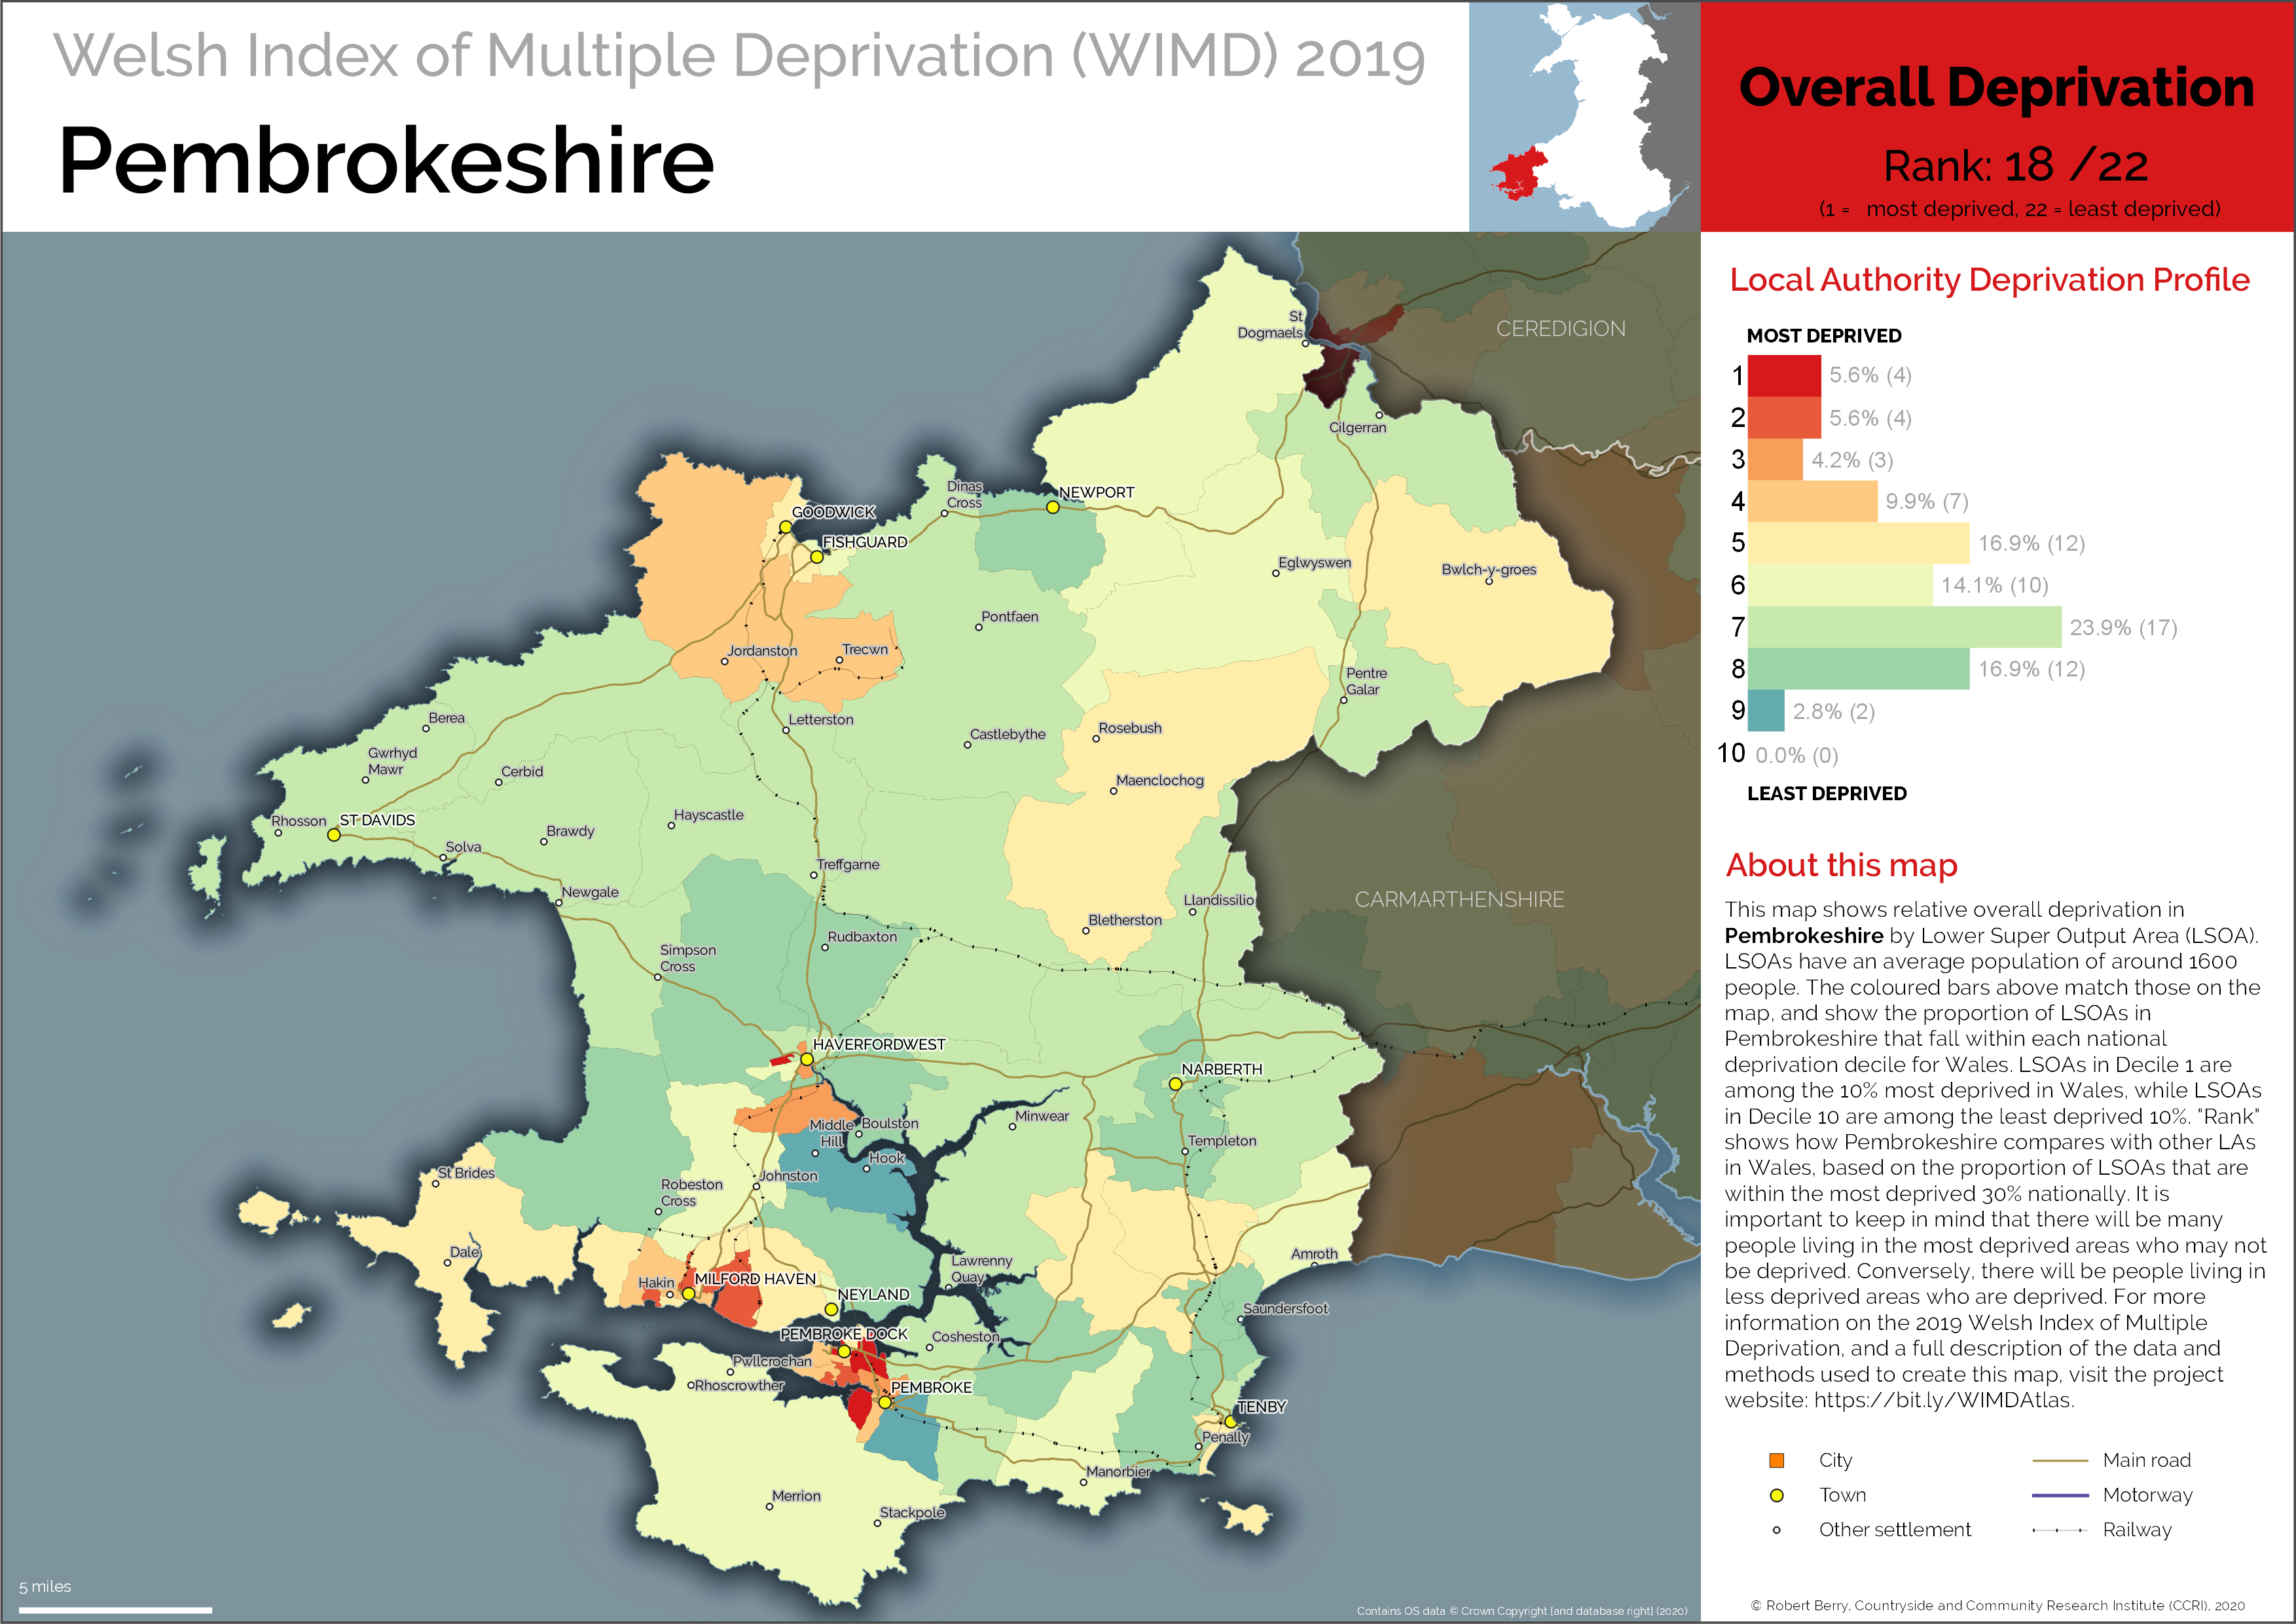 Welsh Index of Multiple Deprivation (WIMD) 2019
Pembrokeshire
Overall Deprivation
Rank: 18 /22
(1 = most deprived, 22 = least deprived)
Local Authority Deprivation Profile
MOST DEPRIVED
1 5.6% (4)
2 5.6% (4)
3 4.2% (3)
4 9.9% (7)
5 16.9% (12)
6 14.1% (10)
7 23.9% (17)
8 16.9% (12)
9 2.8% (2)
10 0.0% (0)
LEAST DEPRIVED
About this map
This map shows relative overall deprivation in
Pembrokeshire by Lower Super Output Area (LSOA).
LSOAs have an average population of around 1600
people. The coloured bars above match those on the
map, and show the proportion of LSOAs in
Pembrokeshire that fall within each national
deprivation decile for Wales. LSOAs in Decile 1 are
among the 10% most deprived in Wales, while LSOAs
in Decile 10 are among the least deprived 10%. "Rank"
shows how Pembrokeshire compares with other LAs
in Wales, based on the proportion of LSOAs that are
within the most deprived 30% nationally. It is
important to keep in mind that there will be many
people living in the most deprived areas who may not
be deprived. Conversely, there will be people living in
less deprived areas who are deprived. For more
information on the 2019 Welsh Index of Multiple
Deprivation, and a full description of the data and
methods used to create this map, visit the project
website: https://bit.ly/WIMDAtlas.
City
Main road
Town
Motorway
Other settlement
Railway
© Robert Berry, Countryside and Community Research Institute (CCRI), 2020
CEREDIGION
St
Dogmaels
Cilgerran
Dinas
Cross
NEWPORT
GOODWICK
FISHGUARD
Eglwyswen
Bwlch-y-groes
Pontfaen
Jordanston
Trecwn
Pentre
Galar
Letterston
Berea
Castlebythe
Rosebush
Gwrhyd
Mawr
Cerbid
Maenclochog
Rhosson
ST DAVIDS
Hayscastle
Brawdy
Solva
Treffgarne
Newgale
Llandissilio
CARMARTHENSHIRE
Bletherston
Rudbaxton
Simpson
Cross
HAVERFORDWEST
NARBERTH
Minwear
Middle
Hill
Boulston
Templeton
Hook
St Brides
Johnston
Robeston
Cross
Dale
Amroth
Lawrenny
Quay
Hakin
MILFORD HAVEN
NEYLAND
Saundersfoot
PEMBROKE DOCK
Cosheston
Pwllcrochan
Rhoscrowther
PEMBROKE
TENBY
Penally
Manorbier
Merrion
Stackpole
5 miles
Contains OS data © Crown Copyright [and database right] (2020)